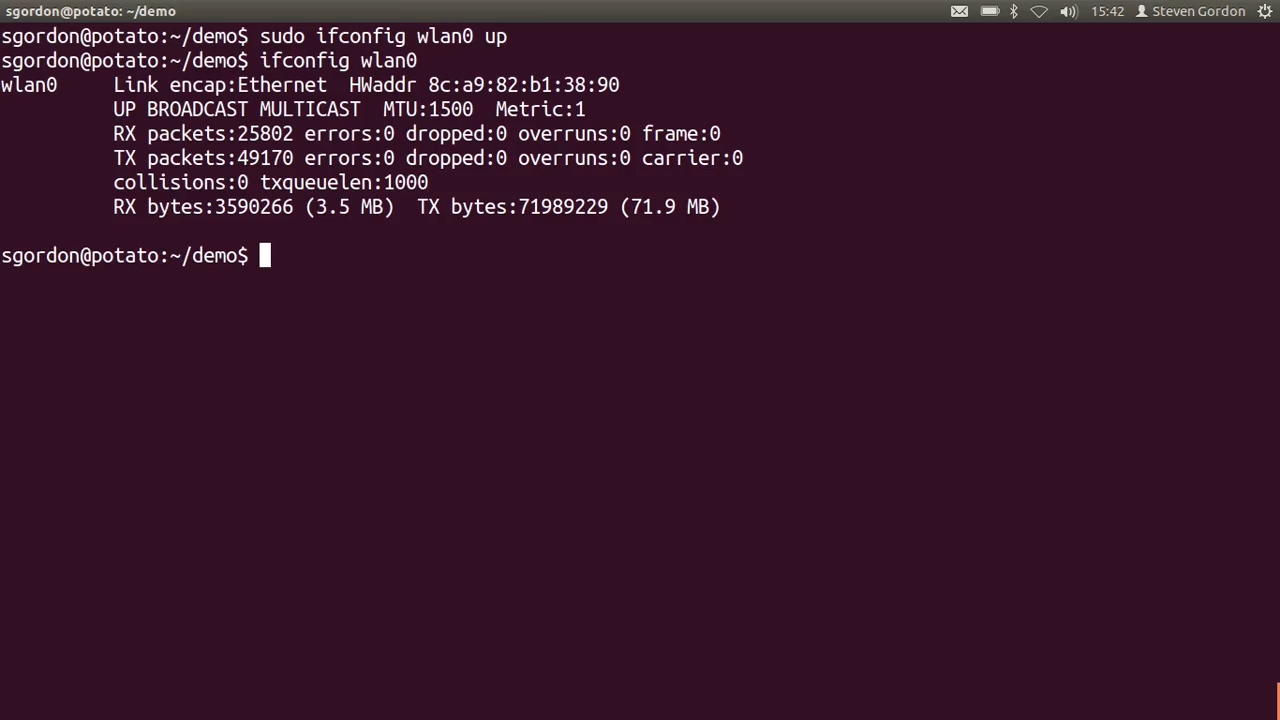 sgordon@potato: ~/demo 15:42 Steven Gordon
sgordon@potato:~/demo$ sudo ifconfig wlan0 up
sgordon@potato:~/demo$ ifconfig wlan0
wlan0     Link encap:Ethernet  HWaddr 8c:a9:82:b1:38:90
          UP BROADCAST MULTICAST  MTU:1500  Metric:1
          RX packets:25802 errors:0 dropped:0 overruns:0 frame:0
          TX packets:49170 errors:0 dropped:0 overruns:0 carrier:0
          collisions:0 txqueuelen:1000
          RX bytes:3590266 (3.5 MB)  TX bytes:71989229 (71.9 MB)
sgordon@potato:~/demo$